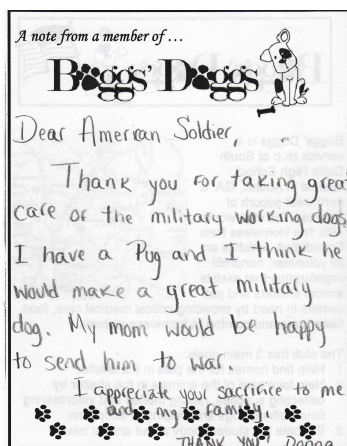 A note from a member of ...
Boggs' Doggs
Dear American Soldier,
Thank you For taking great
care or the military working dogs.
I have a Pug and I think he
would make a great military
dog. My mom would be happy
to send him to war.
I appreciate your sacrifice to me
and my family,
THANK YOU